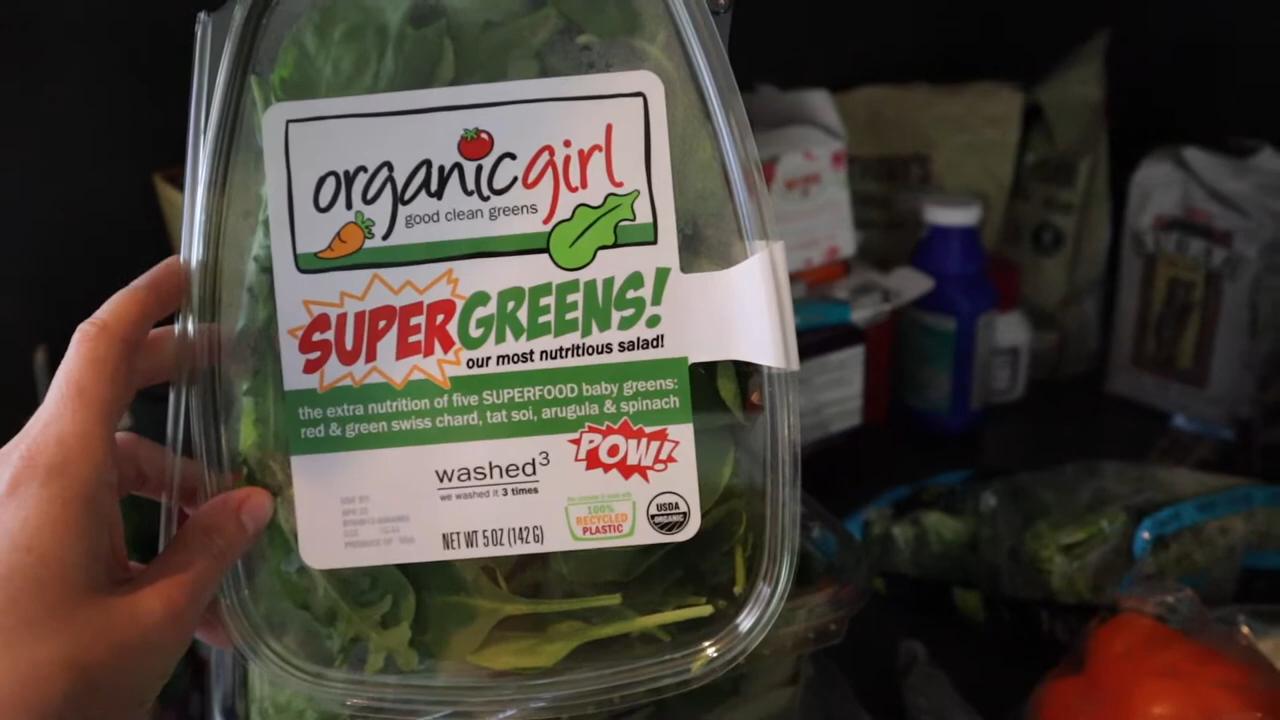 organicgirl
good clean greens
SUPERGREENS!
our most nutritious salad!
the extra nutrition of five SUPERFOOD baby greens:
red & green swiss chard, tat soi, arugula & spinach
POW!
washed3
we washed it 3 times
100%
RECYCLED
PLASTIC
USDA
ORGANIC
NET WT 5 OZ (142 G)